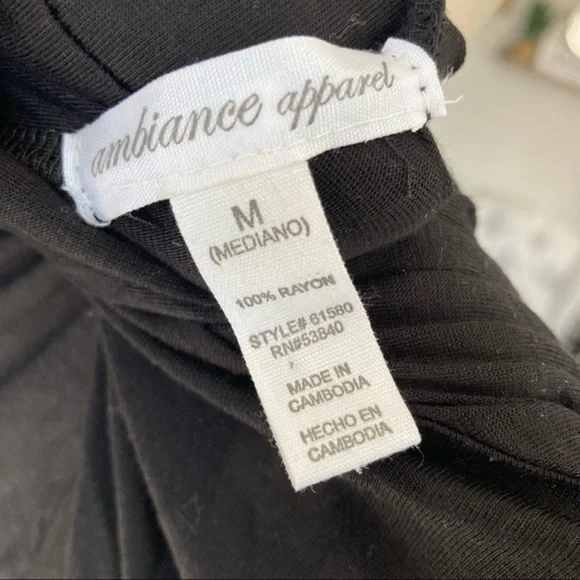 ambiance apparel
M
(MEDIANO)
100% RAYON
STYLE# 61580
RN#53840
MADE IN
CAMBODIA
HECHO EN
CAMBODIA